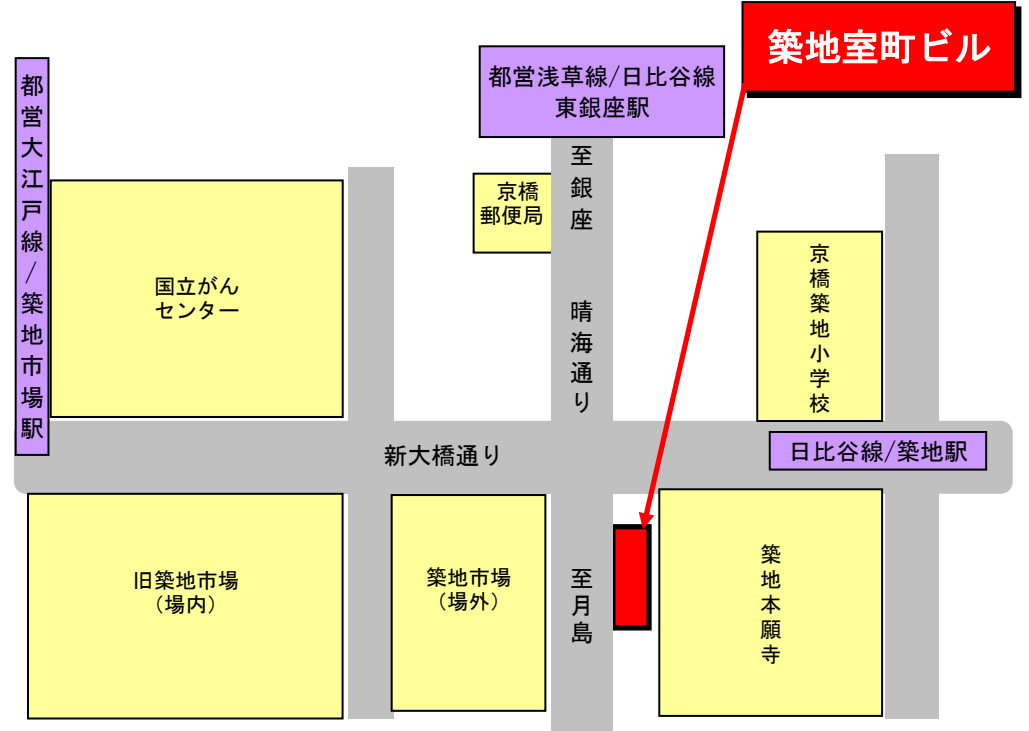 築地室町ビル
都営浅草線/日比谷線
東銀座駅
都営大江戸線/築地市場駅
至銀座
京橋
郵便局
国立がん
センター
京橋築地小学校
晴海通り
新大橋通り
日比谷線/築地駅
旧築地市場
（場内）
築地市場
（場外）
至月島
築地本願寺